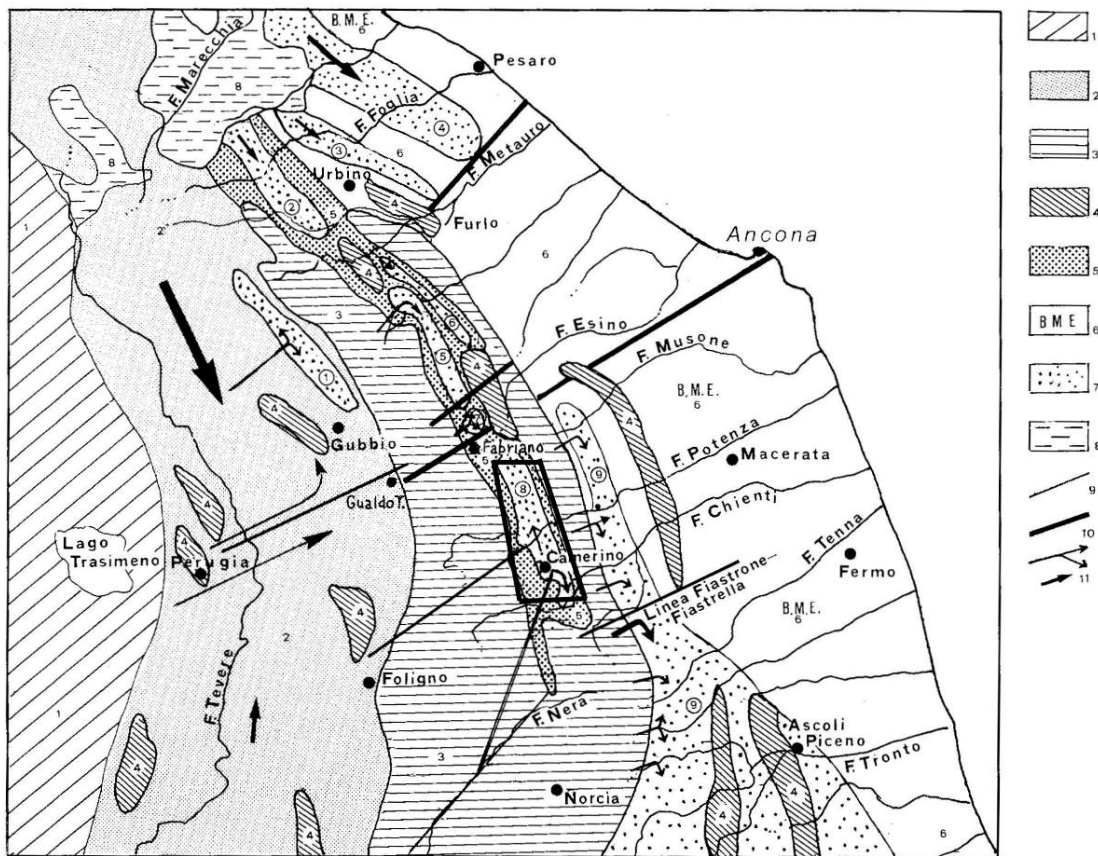 B.M.E.
6
Pesaro
F. Marecchia
8
F. Foglia
4
8
3
6
F. Metauro
Urbino
4
2
5
Furlo
1
2
4
6
Ancona
3
6
F. Esino
5
4
F. Musone
1
4
B.M.E.
6
4
Gubbio
F. Potenza
Fabriano
5
9
Macerata
4
Gualdo T.
8
F. Chienti
Lago
Trasimeno
4
Perugia
Camerino
F. Tenna
Fermo
Linea Fiastrone-
Fiastrella
5
B.M.E.
6
4
2
F. Tevere
Foligno
1
F. Nera
9
Ascoli
Piceno
3
F. Tronto
4
Norcia
4
4
4
6
1
2
3
4
5
B M E
6
7
8
9
10
11